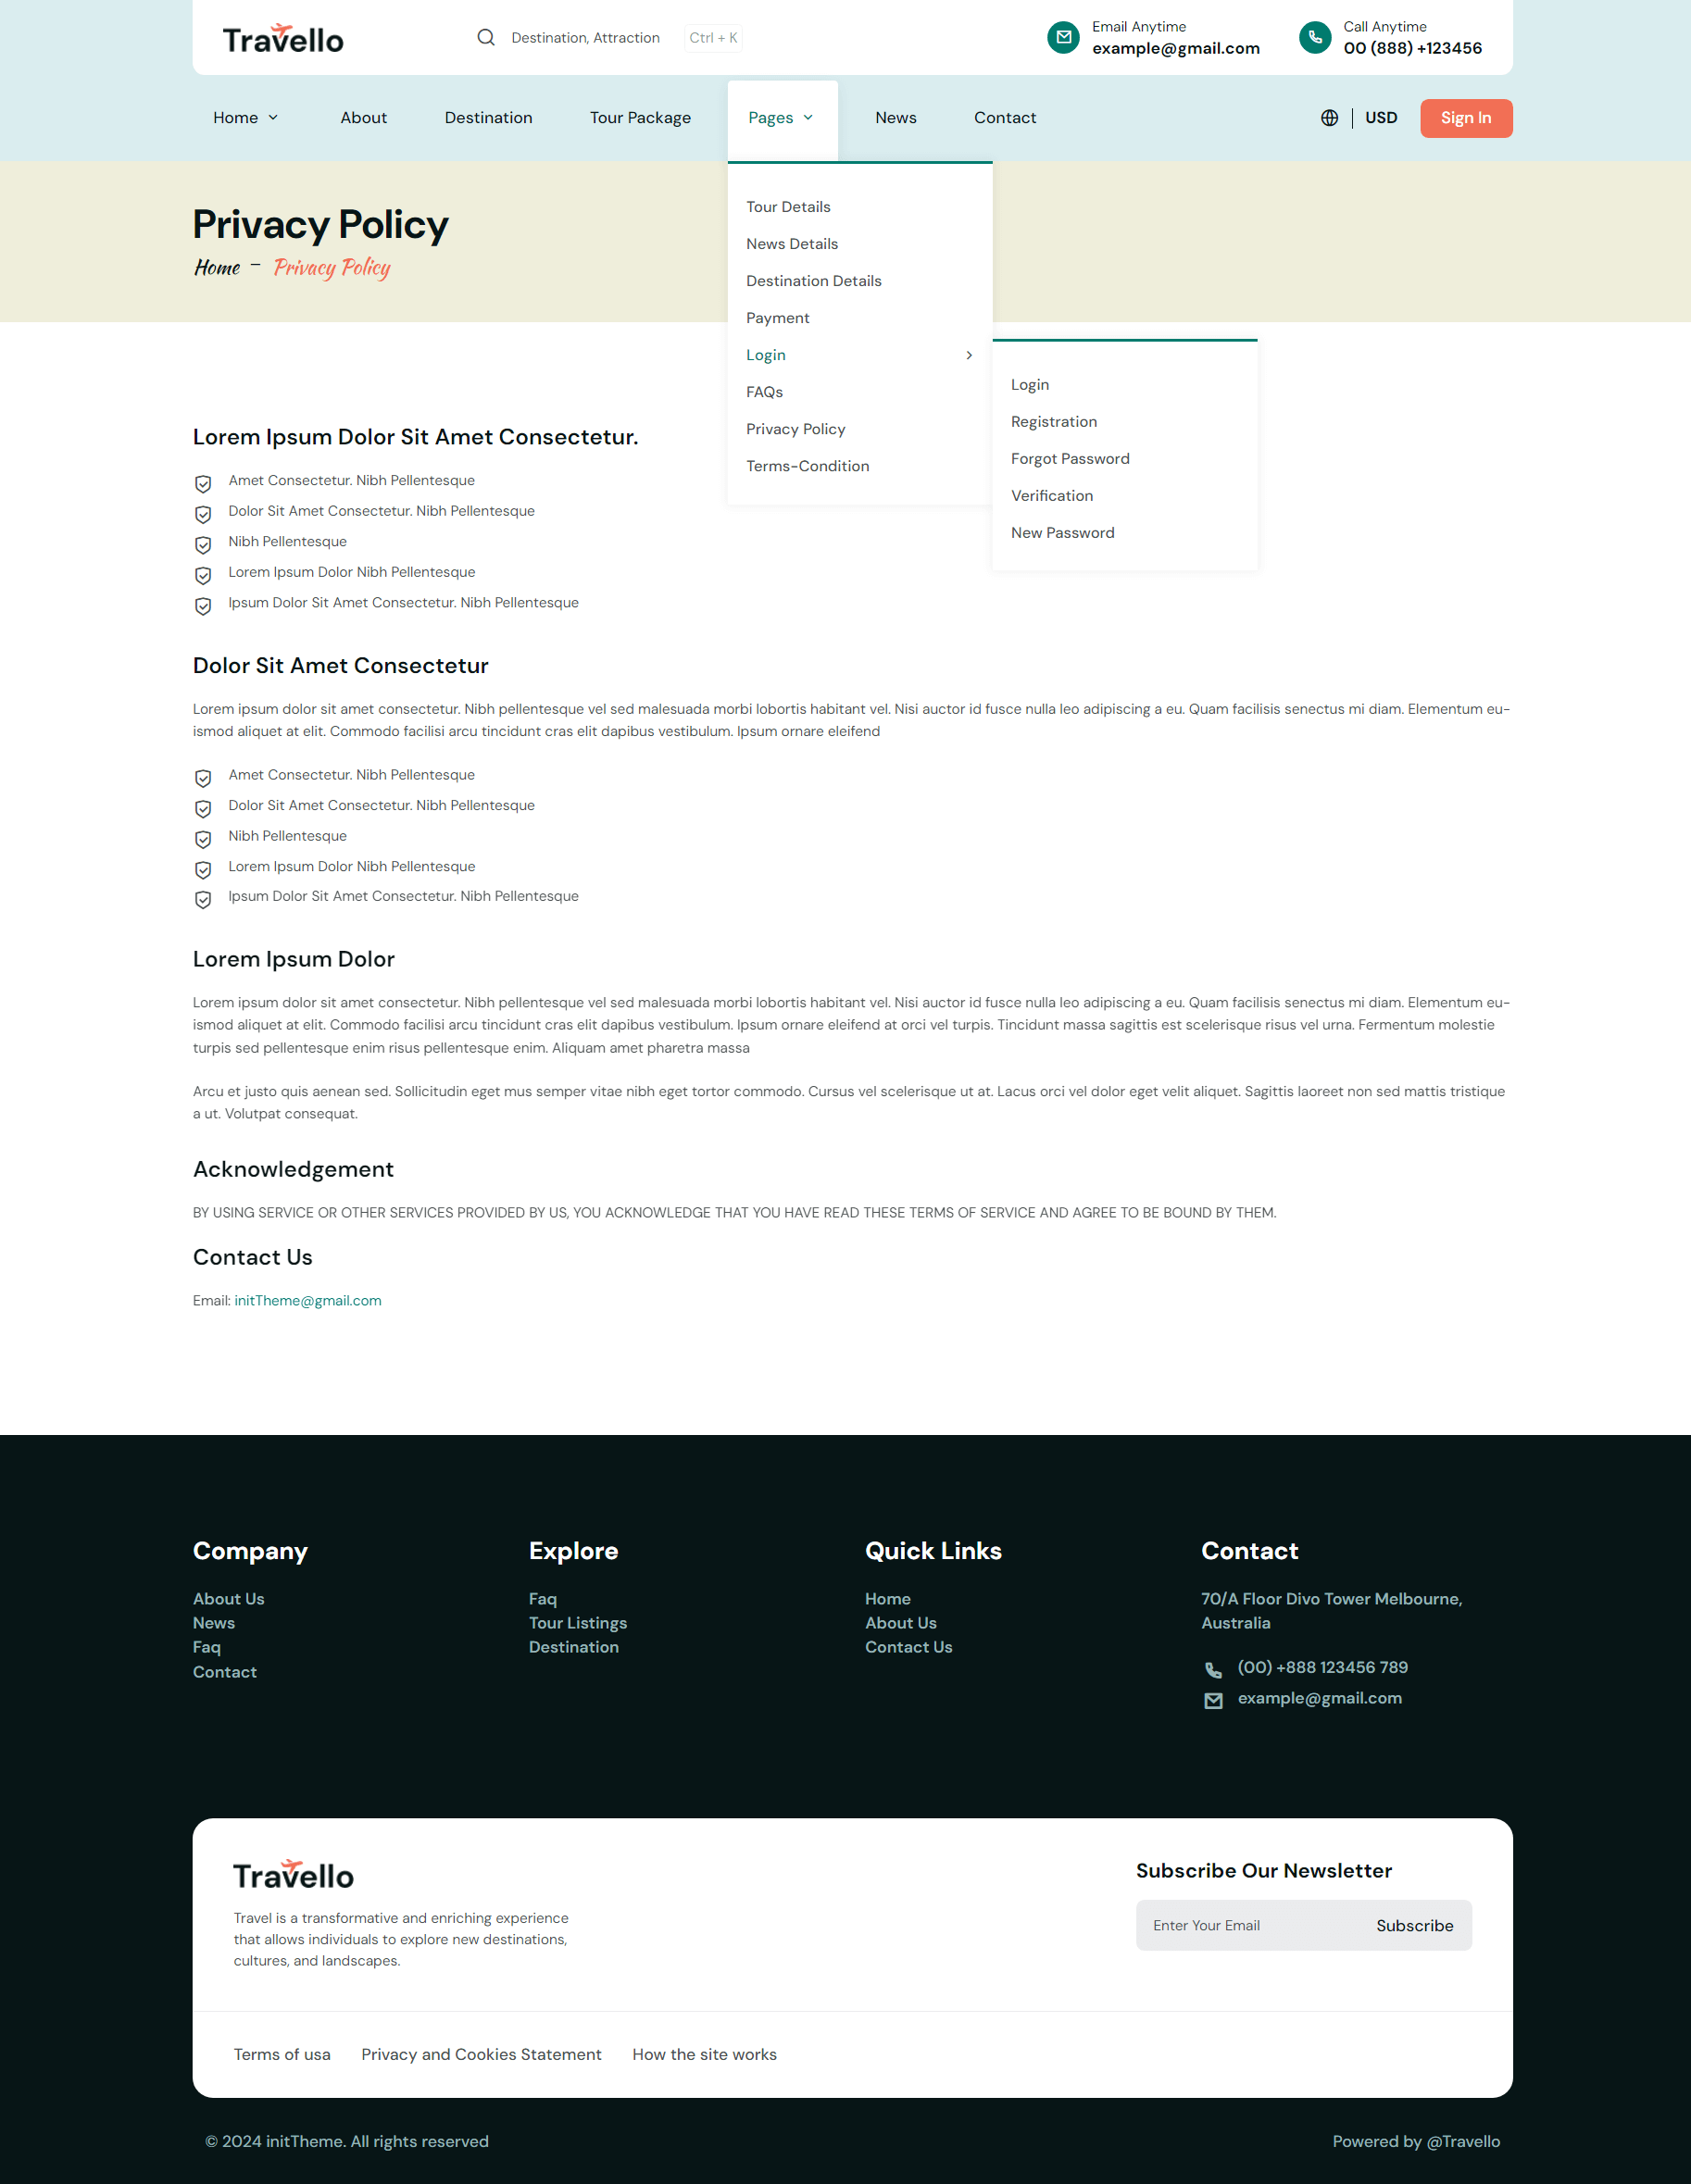 Travello
Destination, Attraction
Ctrl + K
Email Anytime
example@gmail.com
Call Anytime
00 (888) +123456
Home
About
Destination
Tour Package
Pages
News
Contact
USD
Sign In
Privacy Policy
Home – Privacy Policy
Tour Details
News Details
Destination Details
Payment
Login
FAQs
Privacy Policy
Terms-Condition
Login
Registration
Forgot Password
Verification
New Password
Lorem Ipsum Dolor Sit Amet Consectetur.
Amet Consectetur. Nibh Pellentesque
Dolor Sit Amet Consectetur. Nibh Pellentesque
Nibh Pellentesque
Lorem Ipsum Dolor Nibh Pellentesque
Ipsum Dolor Sit Amet Consectetur. Nibh Pellentesque
Dolor Sit Amet Consectetur
Lorem ipsum dolor sit amet consectetur. Nibh pellentesque vel sed malesuada morbi lobortis habitant vel. Nisi auctor id fusce nulla leo adipiscing a eu. Quam facilisis senectus mi diam. Elementum eu-
ismod aliquet at elit. Commodo facilisi arcu tincidunt cras elit dapibus vestibulum. Ipsum ornare eleifend
Amet Consectetur. Nibh Pellentesque
Dolor Sit Amet Consectetur. Nibh Pellentesque
Nibh Pellentesque
Lorem Ipsum Dolor Nibh Pellentesque
Ipsum Dolor Sit Amet Consectetur. Nibh Pellentesque
Lorem Ipsum Dolor
Lorem ipsum dolor sit amet consectetur. Nibh pellentesque vel sed malesuada morbi lobortis habitant vel. Nisi auctor id fusce nulla leo adipiscing a eu. Quam facilisis senectus mi diam. Elementum eu-
ismod aliquet at elit. Commodo facilisi arcu tincidunt cras elit dapibus vestibulum. Ipsum ornare eleifend at orci vel turpis. Tincidunt massa sagittis est scelerisque risus vel urna. Fermentum molestie
turpis sed pellentesque enim risus pellentesque enim. Aliquam amet pharetra massa
Arcu et justo quis aenean sed. Sollicitudin eget mus semper vitae nibh eget tortor commodo. Cursus vel scelerisque ut at. Lacus orci vel dolor eget velit aliquet. Sagittis laoreet non sed mattis tristique
a ut. Volutpat consequat.
Acknowledgement
BY USING SERVICE OR OTHER SERVICES PROVIDED BY US, YOU ACKNOWLEDGE THAT YOU HAVE READ THESE TERMS OF SERVICE AND AGREE TO BE BOUND BY THEM.
Contact Us
Email: initTheme@gmail.com
Company
About Us
News
Faq
Contact
Explore
Faq
Tour Listings
Destination
Quick Links
Home
About Us
Contact Us
Contact
70/A Floor Divo Tower Melbourne,
Australia
(00) +888 123456 789
example@gmail.com
Travello
Travel is a transformative and enriching experience
that allows individuals to explore new destinations,
cultures, and landscapes.
Subscribe Our Newsletter
Enter Your Email
Subscribe
Terms of usa
Privacy and Cookies Statement
How the site works
© 2024 initTheme. All rights reserved
Powered by @Travello